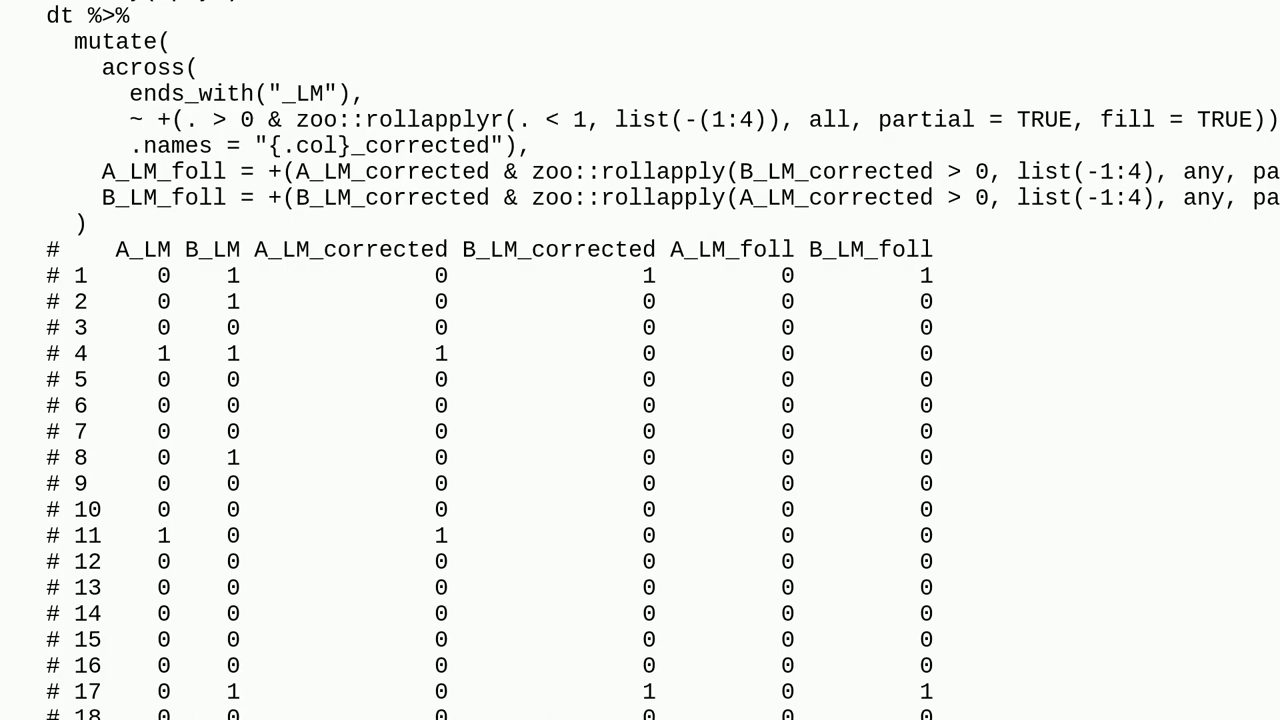 dt %>%
  mutate(
    across(
      ends_with("_LM"),
      ~ +(. > 0 & zoo::rollapplyr(. < 1, list(-(1:4)), all, partial = TRUE, fill = TRUE))
      .names = "{.col}_corrected"),
    A_LM_foll = +(A_LM_corrected & zoo::rollapply(B_LM_corrected > 0, list(-1:4), any, pa
    B_LM_foll = +(B_LM_corrected & zoo::rollapply(A_LM_corrected > 0, list(-1:4), any, pa
  )
#    A_LM B_LM A_LM_corrected B_LM_corrected A_LM_foll B_LM_foll
# 1     0    1              0              1         0         1
# 2     0    1              0              0         0         0
# 3     0    0              0              0         0         0
# 4     1    1              1              0         0         0
# 5     0    0              0              0         0         0
# 6     0    0              0              0         0         0
# 7     0    0              0              0         0         0
# 8     0    1              0              0         0         0
# 9     0    0              0              0         0         0
# 10    0    0              0              0         0         0
# 11    1    0              1              0         0         0
# 12    0    0              0              0         0         0
# 13    0    0              0              0         0         0
# 14    0    0              0              0         0         0
# 15    0    0              0              0         0         0
# 16    0    0              0              0         0         0
# 17    0    1              0              1         0         1
# 18    0    0              0              0         0         0